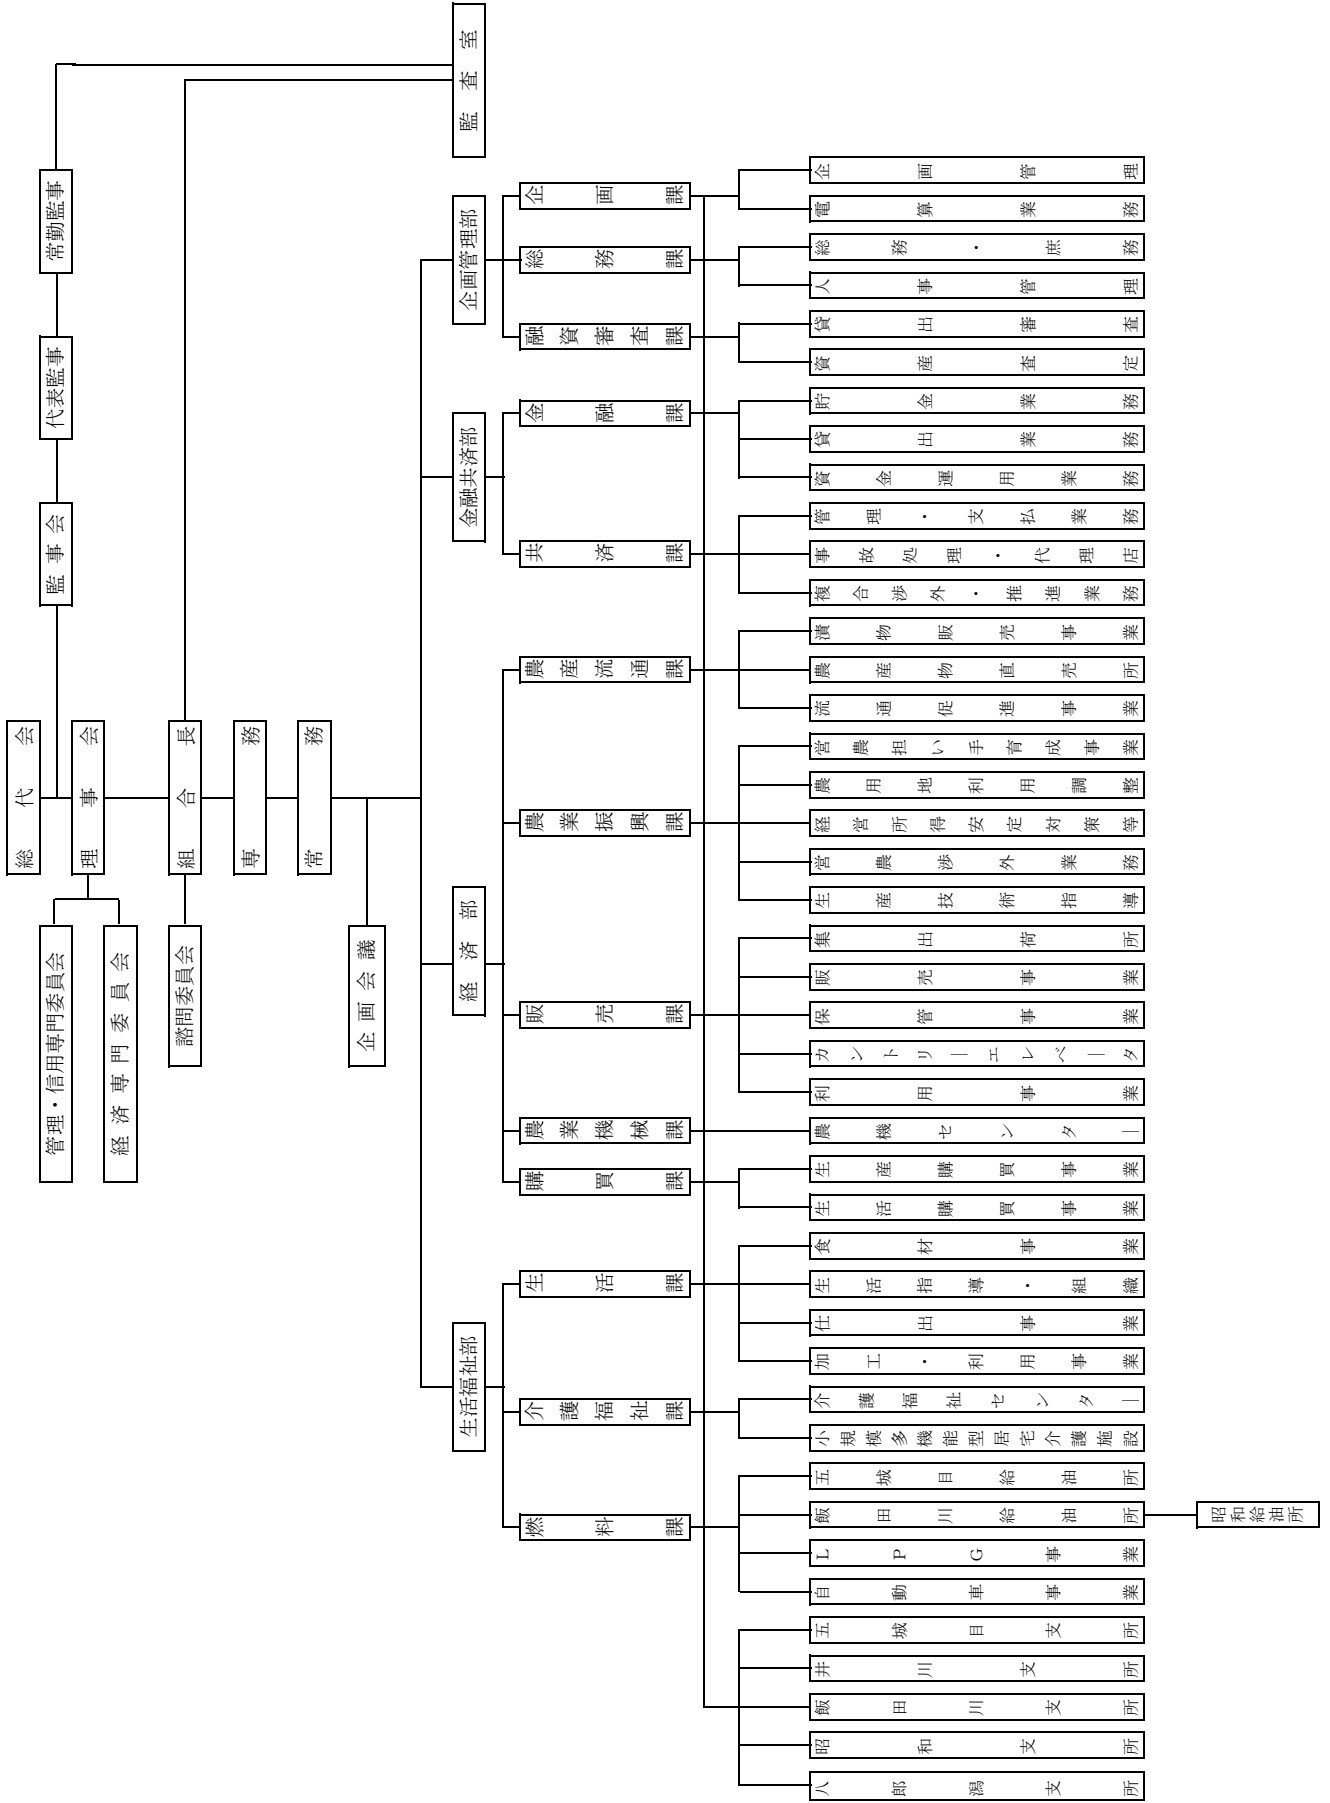 総代会
理事会
組合長
専務
常務
監事会
代表監事
常勤監事
監査室
管理・信用専門委員会
経済専門委員会
諮問委員会
企画会議
企画管理部
金融共済部
経済部
生活福祉部
企画課
総務課
融資審査課
金融課
共済課
農産流通課
農業振興課
販売課
農業機械課
購買課
生活課
介護福祉課
燃料課
企画管理
電算業務
総務・庶務
人事管理
貸出審査
資産査定
貯金業務
貸出業務
資金運用業務
管理・支払業務
事故処理・代理店
複合渉外・推進業務
漬物販売事業
農産物直売所
流通促進事業
営農担い手育成事業
農用地利用調整
経営所得安定対策等
営農渉外業務
生産技術指導
集出荷所
販売事業
保管事業
カントリーエレベータ
利用事業
農機センター
生産購買事業
生活購買事業
食材事業
生活指導・組織
仕出事業
加工・利用事業
介護福祉センター
小規模多機能型居宅介護施設
五城目給油所
飯田川給油所
昭和給油所
LPG事業
自動車事業
五城目支所
井川支所
飯田川支所
昭和支所
八郎潟支所